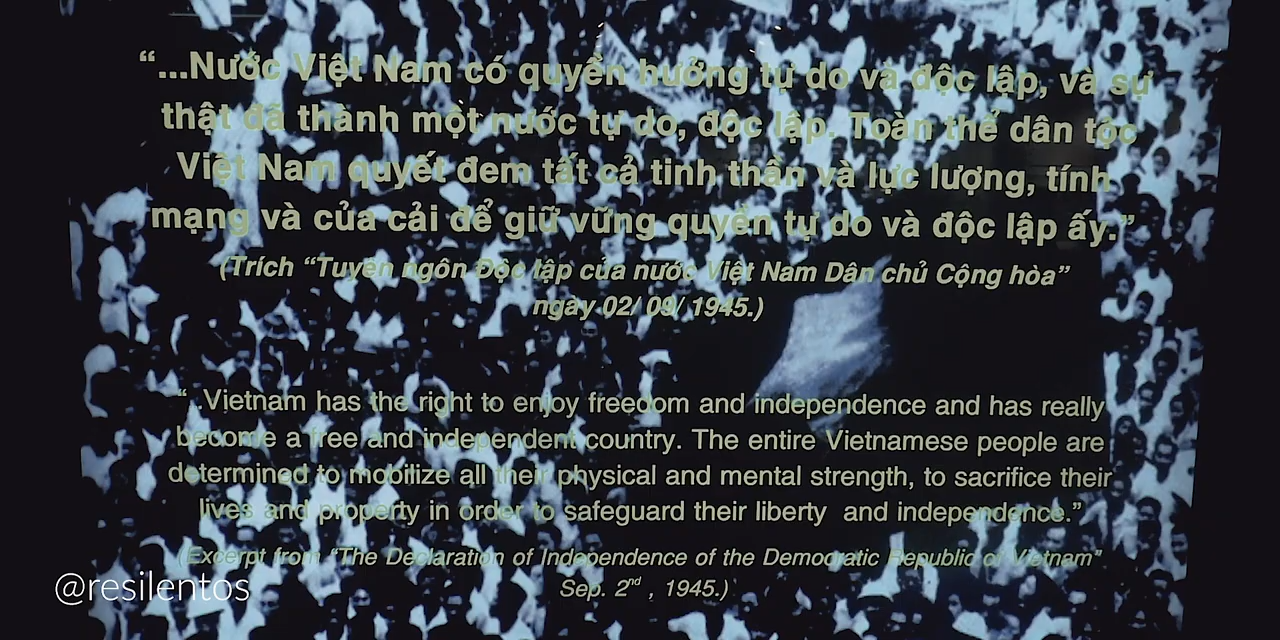 “...Nước Việt Nam có quyền hưởng tự do và độc lập, và sự
thật đã thành một nước tự do, độc lập. Toàn thể dân tộc
Việt Nam quyết đem tất cả tinh thần và lực lượng, tính
mạng và của cải để giữ vững quyền tự do và độc lập ấy.”
(Trích “Tuyên ngôn Độc lập của nước Việt Nam Dân chủ Cộng hòa”
ngày 02/ 09/ 1945.)
“..Vietnam has the right to enjoy freedom and independence and has really
become a free and independent country. The entire Vietnamese people are
determined to mobilize all their physical and mental strength, to sacrifice their
lives and property in order to safeguard their liberty and independence.”
(Excerpt from “The Declaration of Independence of the Democratic Republic of Vietnam”
Sep. 2nd , 1945.)
@resilentos